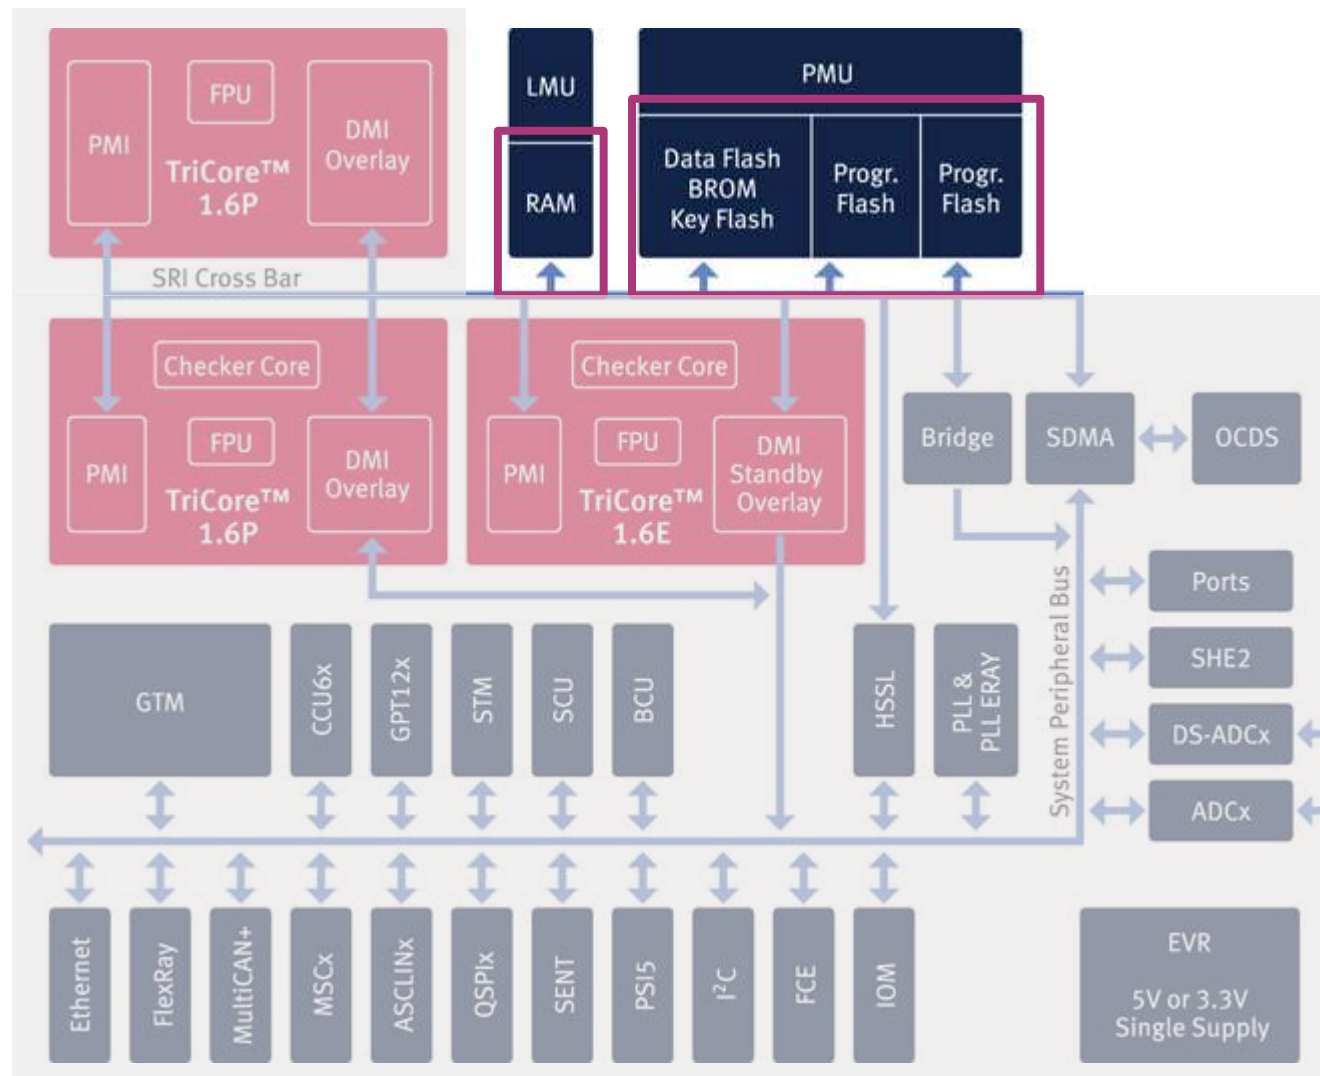 PMI
FPU
TriCore™
1.6P
DMI
Overlay
LMU
RAM
PMU
Data Flash
BROM
Key Flash
Progr.
Flash
Progr.
Flash
SRI Cross Bar
Checker Core
PMI
FPU
TriCore™
1.6P
DMI
Overlay
Checker Core
PMI
FPU
TriCore™
1.6E
DMI
Standby
Overlay
Bridge
SDMA
OCDS
System Peripheral Bus
Ports
SHE2
DS-ADCx
ADCx
GTM
CCU6x
GPT12x
STM
SCU
BCU
HSSL
PLL &
PLL ERAY
Ethernet
FlexRay
MultiCAN+
MSCx
ASCLINx
QSPIx
SENT
PSI5
I²C
FCE
IOM
EVR
5V or 3.3V
Single Supply